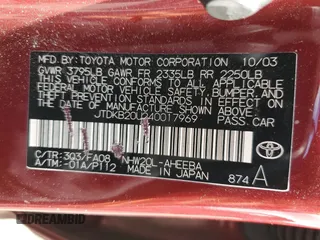 MFD. BY TOYOTA MOTOR CORPORATION 10/03
GVWR 3795LB GAWR FR 2335LB RR 2250LB
THIS VEHICLE CONFORMS TO ALL APPLICABLE
FEDERAL MOTOR VEHICLE SAFETY, BUMPER, AND
THEFT PREVENTION STANDARDS IN EFFECT ON
THE DATE OF MANUFACTURE SHOWN ABOVE.
JTDKB20U240017969 PASS.CAR
C/TR: 3Q3/FA08 NHW20L-AHEEBA
A/TM: -01A/P112 MADE IN JAPAN
874 A
TOYOTA
DREAMBID